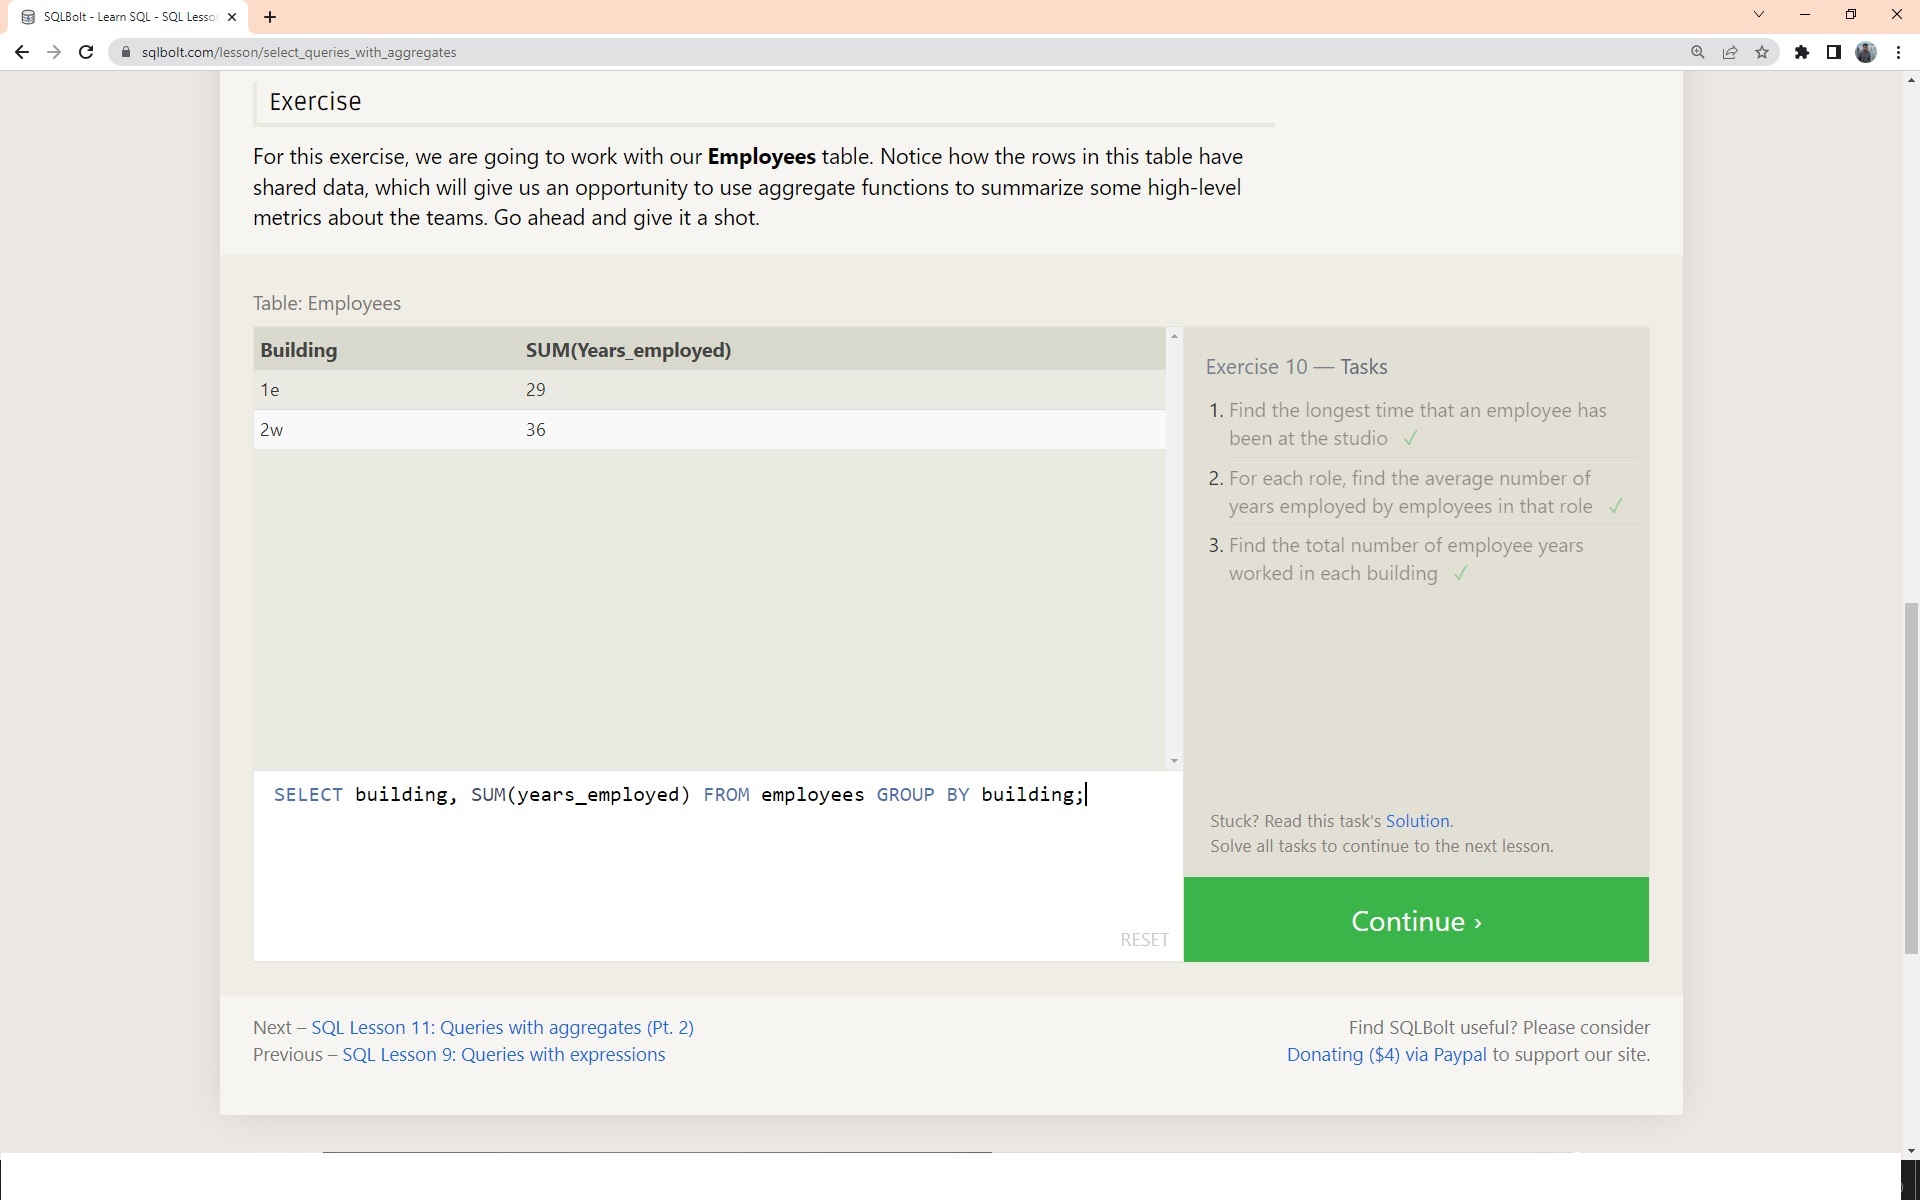 SQLBolt - Learn SQL - SQL Lesso
sqlbolt.com/lesson/select_queries_with_aggregates
Exercise
For this exercise, we are going to work with our Employees table. Notice how the rows in this table have
shared data, which will give us an opportunity to use aggregate functions to summarize some high-level
metrics about the teams. Go ahead and give it a shot.
Table: Employees
Building SUM(Years_employed)
1e 29
2w 36
SELECT building, SUM(years_employed) FROM employees GROUP BY building;
RESET
Exercise 10 — Tasks
1. Find the longest time that an employee has
been at the studio ✓
2. For each role, find the average number of
years employed by employees in that role ✓
3. Find the total number of employee years
worked in each building ✓
Stuck? Read this task's Solution.
Solve all tasks to continue to the next lesson.
Continue ›
Next – SQL Lesson 11: Queries with aggregates (Pt. 2)
Previous – SQL Lesson 9: Queries with expressions
Find SQLBolt useful? Please consider
Donating ($4) via Paypal to support our site.